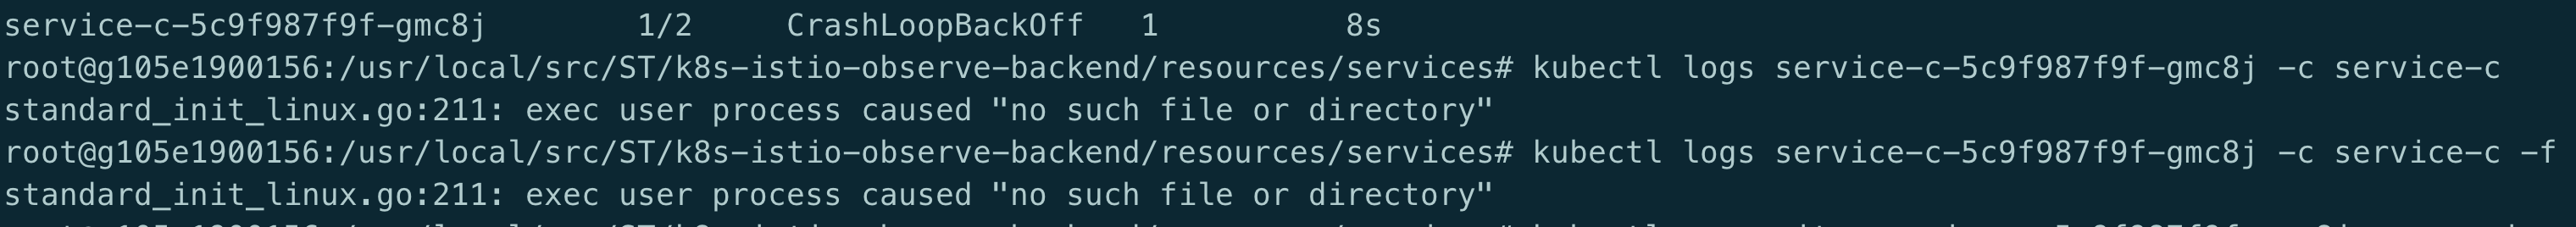 service-c-5c9f987f9f-gmc8j 1/2 CrashLoopBackOff 1 8s
root@g105e1900156:/usr/local/src/ST/k8s-istio-observe-backend/resources/services# kubectl logs service-c-5c9f987f9f-gmc8j -c service-c
standard_init_linux.go:211: exec user process caused "no such file or directory"
root@g105e1900156:/usr/local/src/ST/k8s-istio-observe-backend/resources/services# kubectl logs service-c-5c9f987f9f-gmc8j -c service-c -f
standard_init_linux.go:211: exec user process caused "no such file or directory"